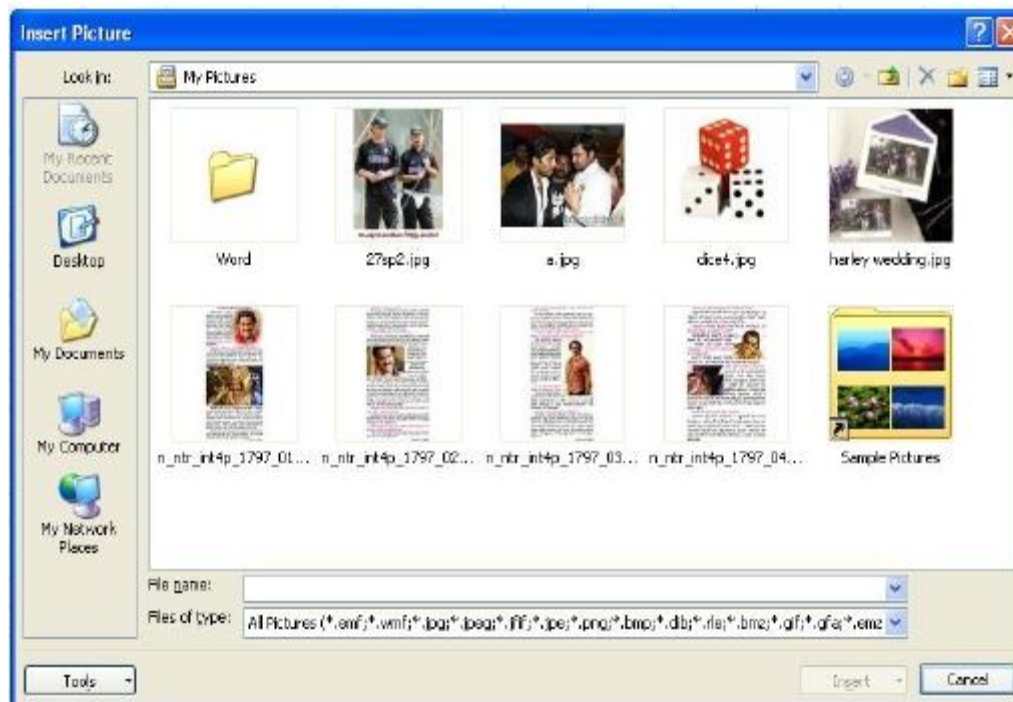 Insert Picture
Look in:
My Pictures
My Recent
Documents
Desktop
My Documents
My Computer
My Network
Places
Word
27sp2.jpg
a.jpg
dice4.jpg
harley wedding.jpg
n_ntr_int4p_1797_01...
n_ntr_int4p_1797_02...
n_ntr_int4p_1797_03...
n_ntr_int4p_1797_04...
Sample Pictures
File name:
Files of type:
All Pictures (*.emf;*.wmf;*.jpg;*.jpeg;*.jfif;*.jpe;*.png;*.bmp;*.dib;*.rle;*.bmz;*.gif;*.gfa;*.emz
Tools
Insert
Cancel